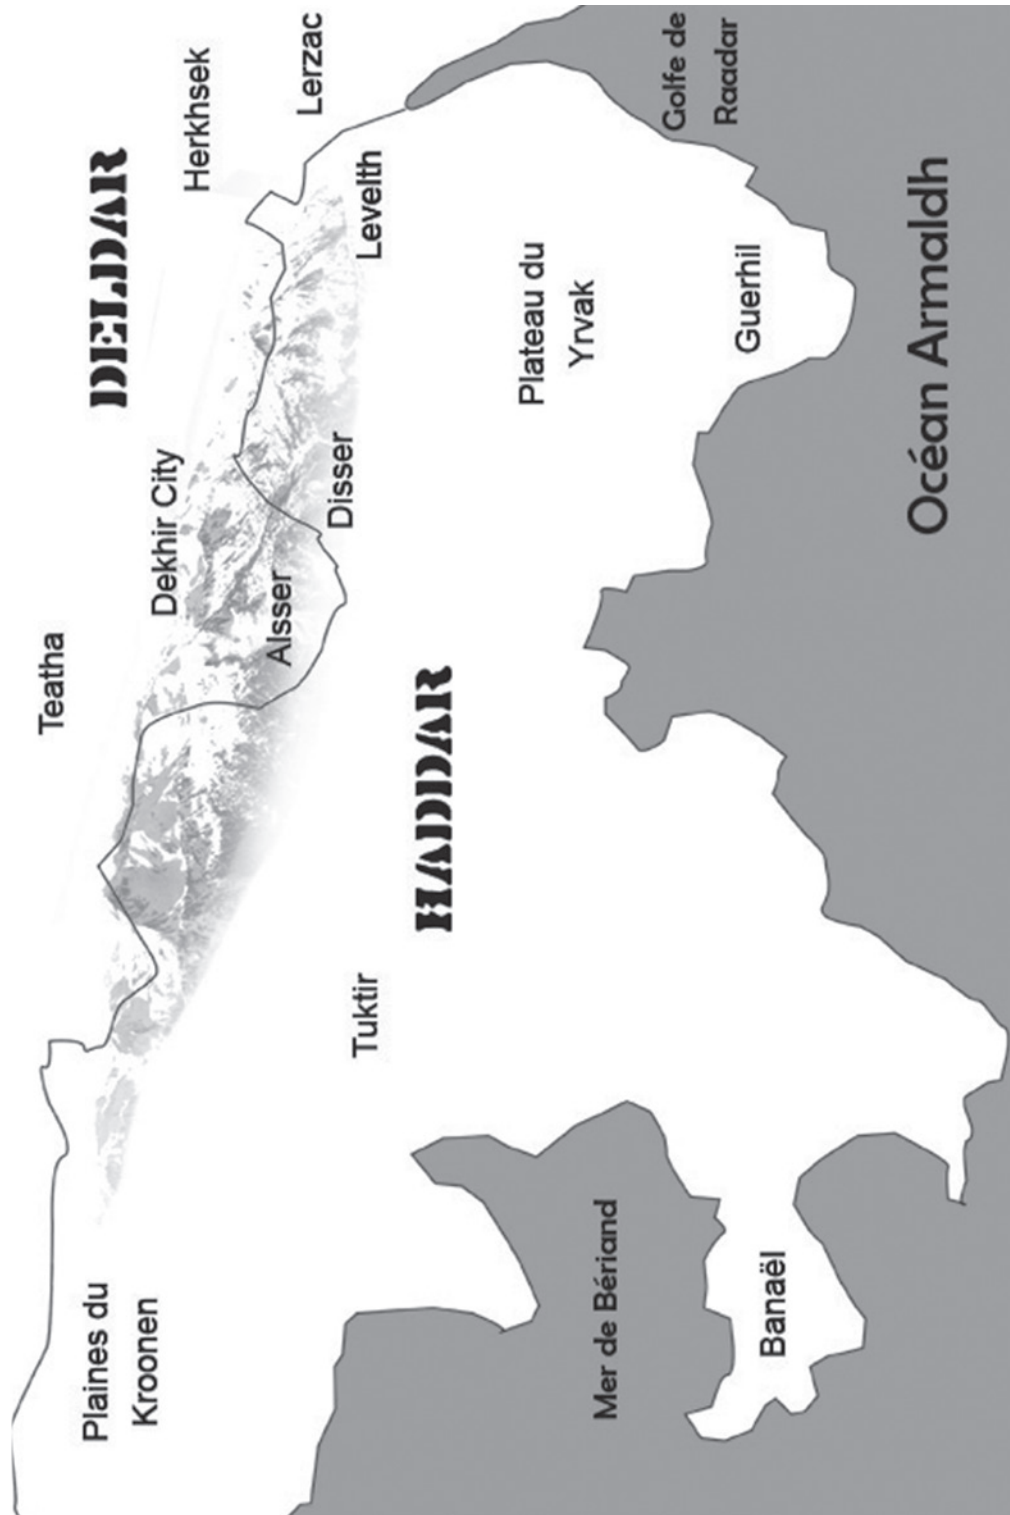 Teatha
Plaines du
Kroonen
DELDAR
Dekhir City
Herkhsek
Alsser
Lerzac
Disser
Tuktir
Levelth
HADDAR
Plateau du
Yrvak
Mer de Bériand
Golfe de
Raadar
Guerhil
Banaël
Océan Armaldh